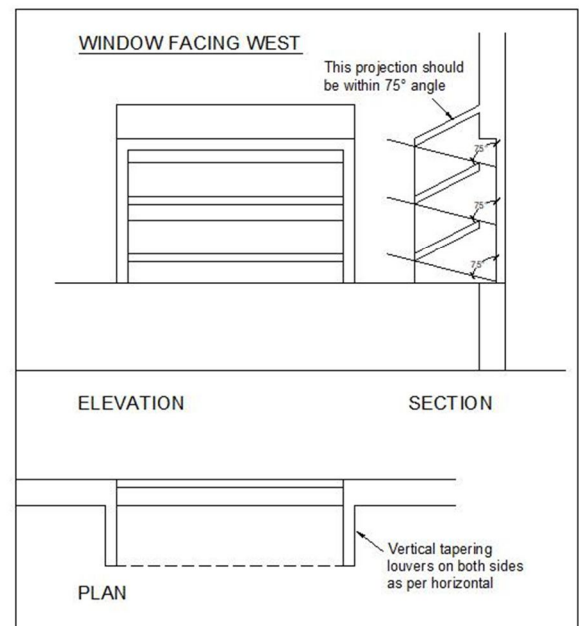 WINDOW FACING WEST
This projection should
be within 75° angle
75°
75°
75°
ELEVATION
SECTION
Vertical tapering
louvers on both sides
as per horizontal
PLAN